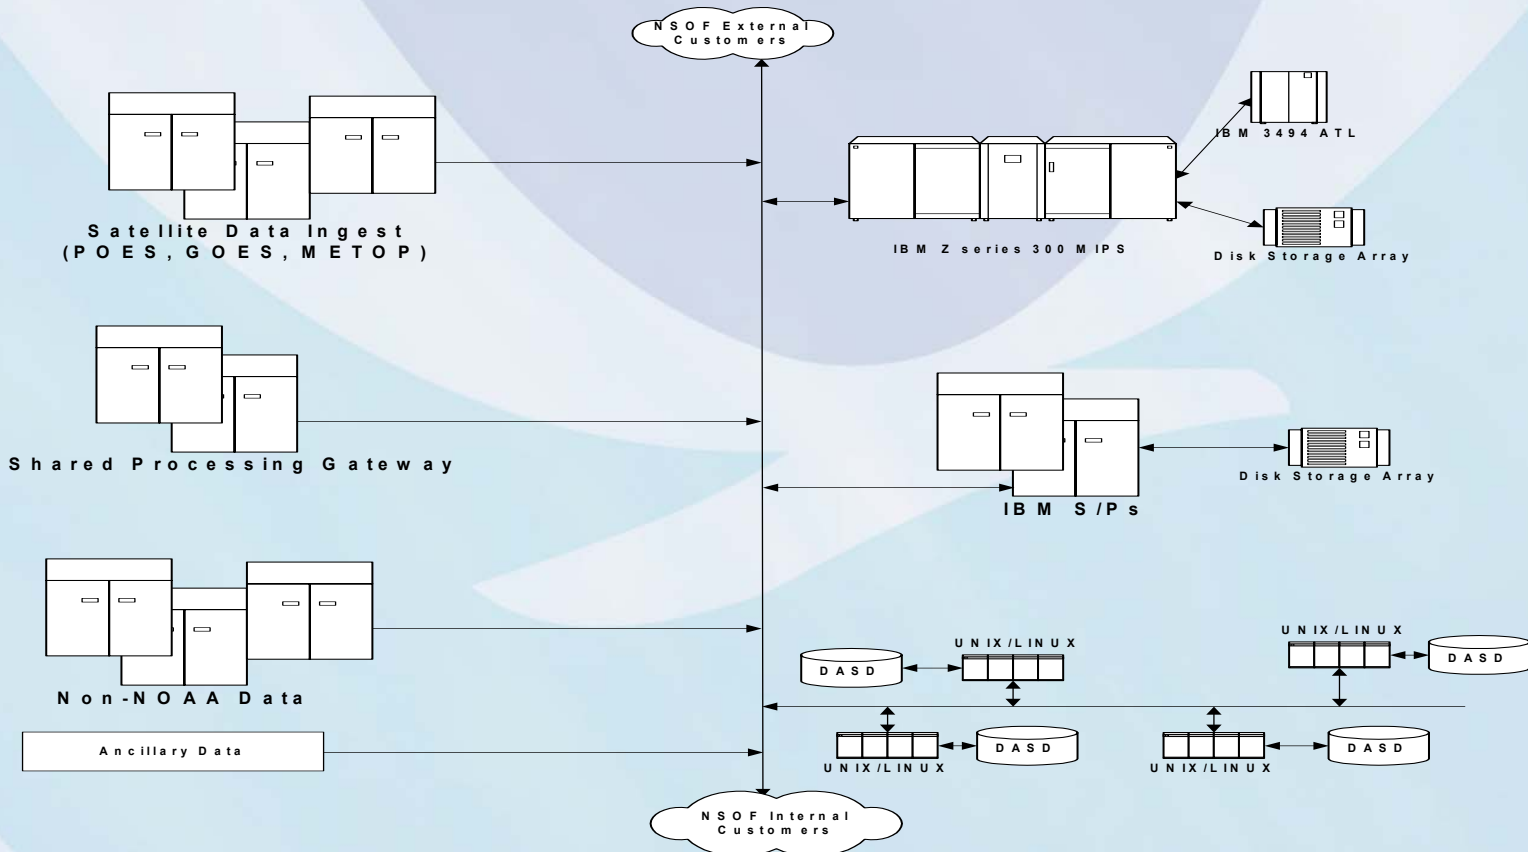 NSOF External
Customers
IBM 3494 ATL
Satellite Data Ingest
(POES, GOES, METOP)
IBM Z series 300 MIPS
Disk Storage Array
Shared Processing Gateway
Disk Storage Array
IBM S/Ps
UNIX/LINUX
UNIX/LINUX
DASD
DASD
Non-NOAA Data
Ancillary Data
DASD
DASD
UNIX/LINUX
UNIX/LINUX
NSOF Internal
Customers